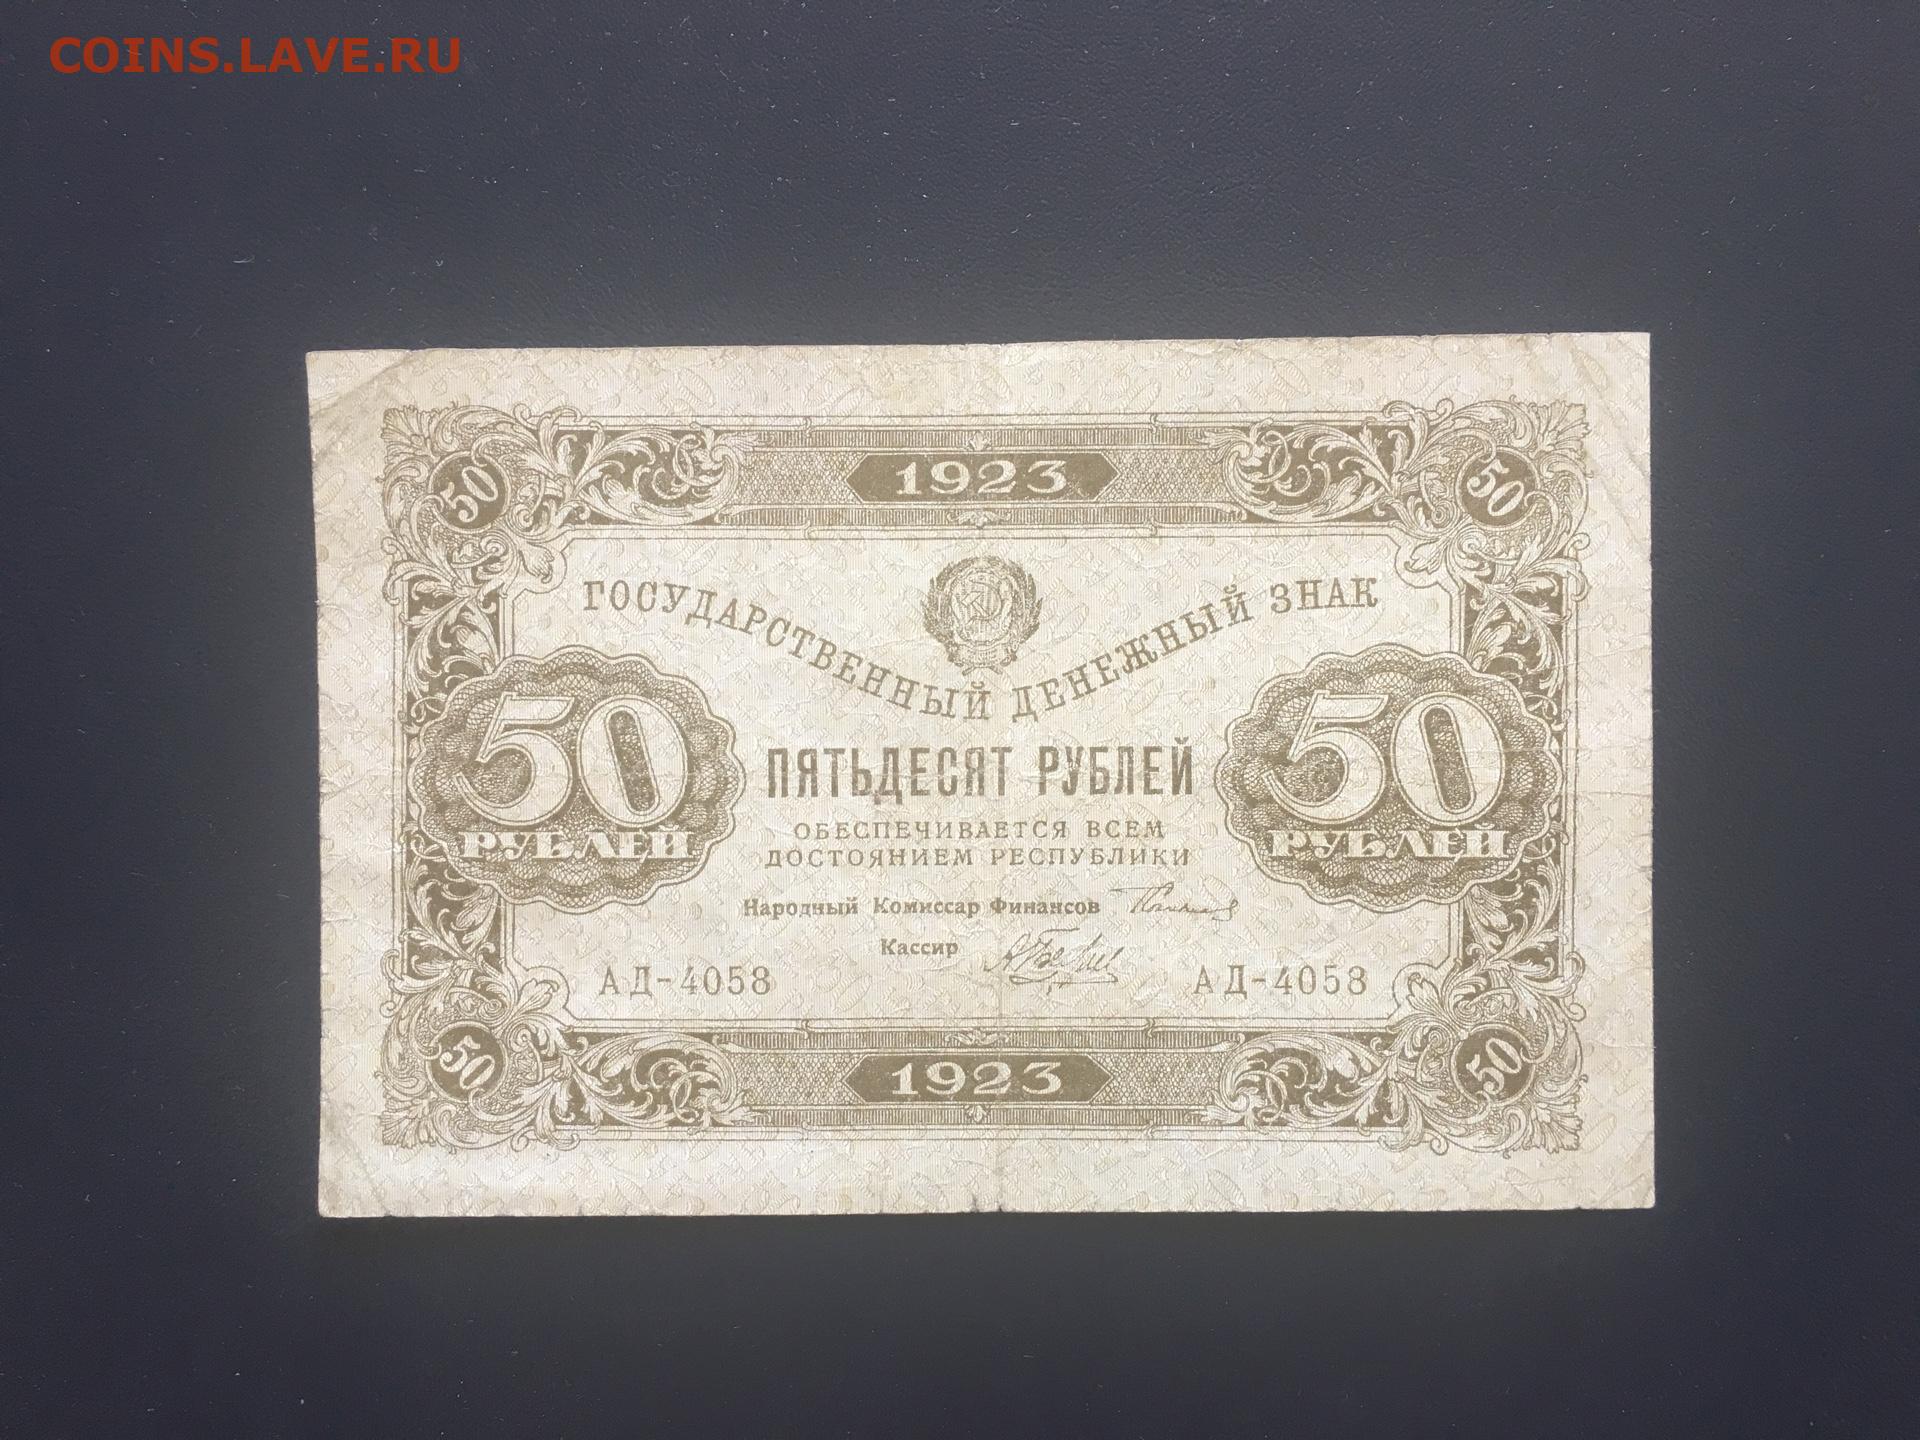 COINS.LAVE.RU
1923
50 50
ГОСУДАРСТВЕННЫЙ ДЕНЕЖНЫЙ ЗНАК
50 РУБЛЕЙ
ПЯТЬДЕСЯТ РУБЛЕЙ
50 РУБЛЕЙ
ОБЕСПЕЧИВАЕТСЯ ВСЕМ
ДОСТОЯНИЕМ РЕСПУБЛИКИ
Народный Комиссар Финансов
Кассир
АД-4058 АД-4058
50 50
1923